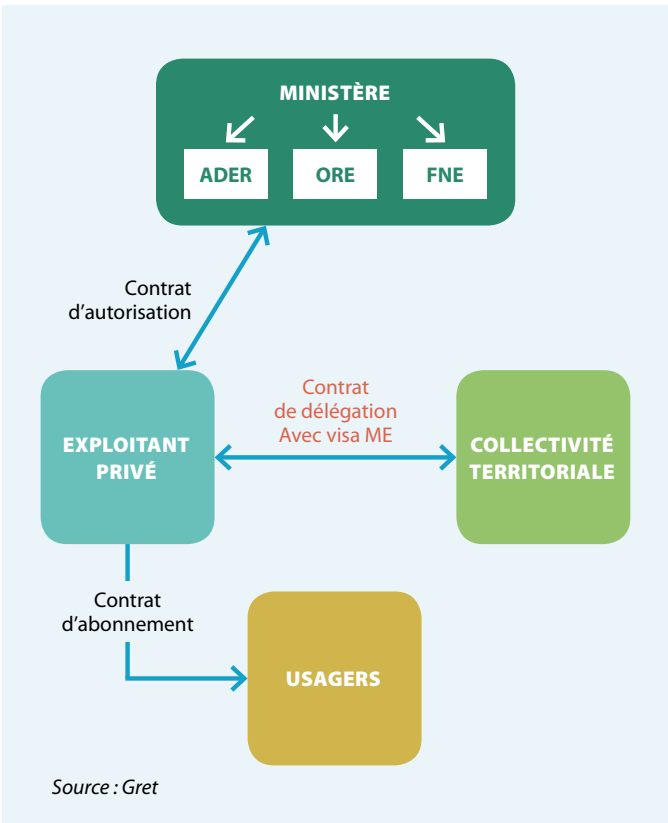 MINISTÈRE
ADER
ORE
FNE
Contrat
d’autorisation
Contrat
de délégation
Avec visa ME
EXPLOITANT
PRIVÉ
COLLECTIVITÉ
TERRITORIALE
Contrat
d’abonnement
USAGERS
Source : Gret